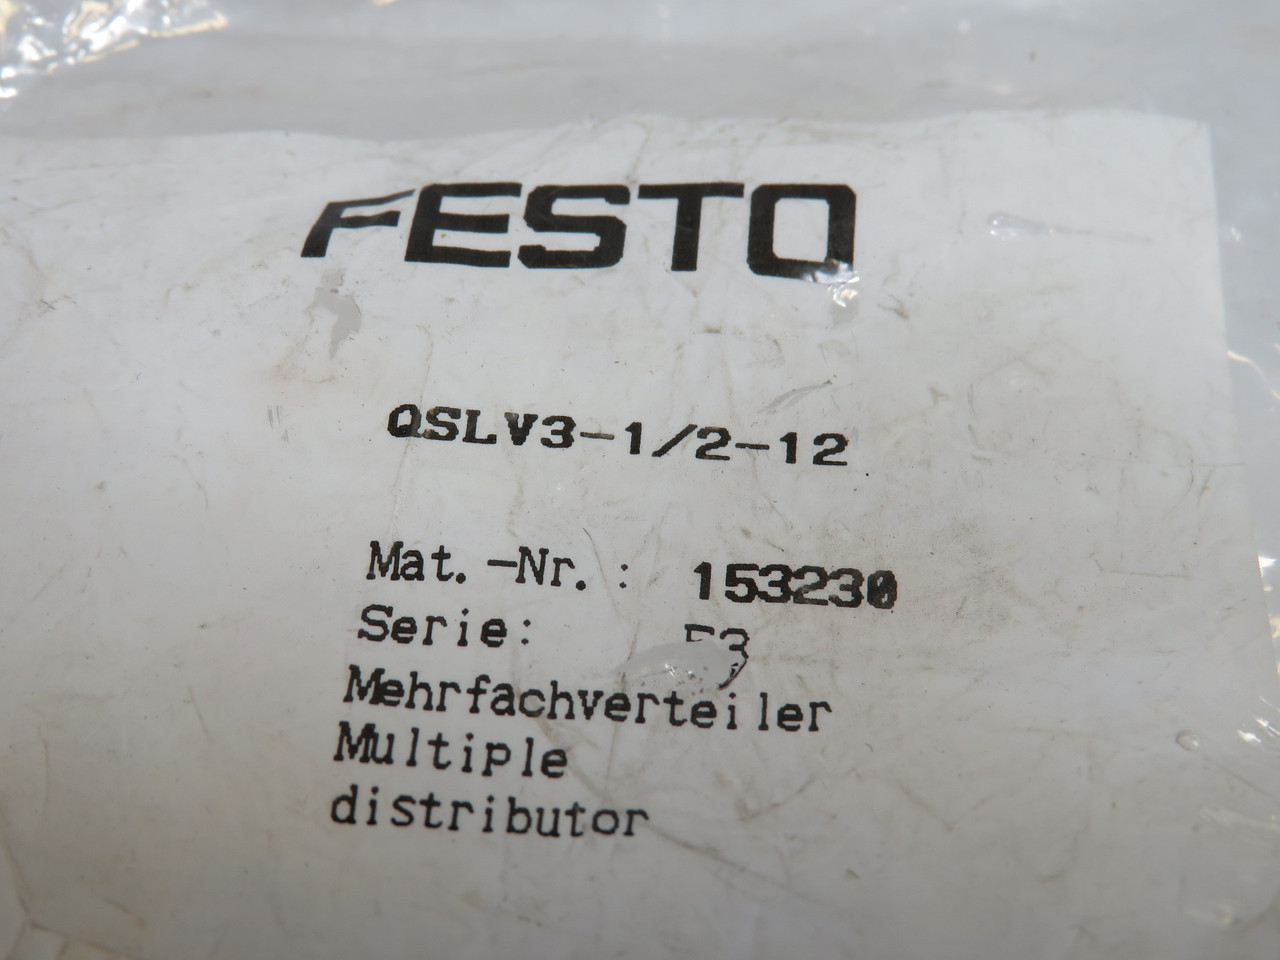 FESTO
QSLV3-1/2-12
Mat.-Nr.: 153230
Serie:
Mehrfachverteiler
Multiple
distributor